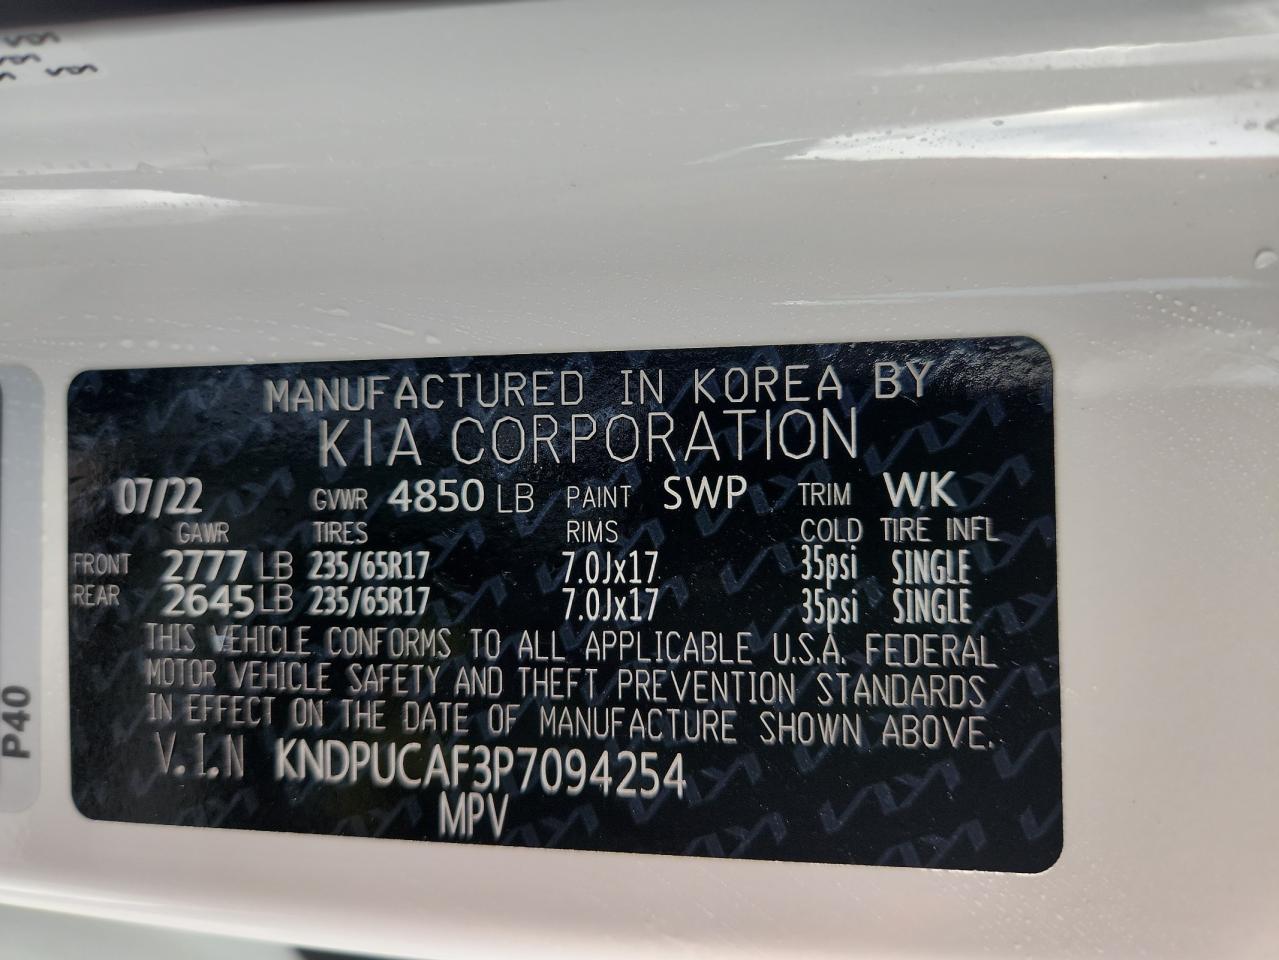 MANUFACTURED IN KOREA BY
KIA CORPORATION
07/22 GVWR 4850 LB PAINT SWP TRIM WK
GAWR TIRES RIMS COLD TIRE INFL
FRONT 2777 LB 235/65R17 7.0Jx17 35psi SINGLE
REAR 2645 LB 235/65R17 7.0Jx17 35psi SINGLE
THIS VEHICLE CONFORMS TO ALL APPLICABLE U.S.A. FEDERAL
MOTOR VEHICLE SAFETY AND THEFT PREVENTION STANDARDS
IN EFFECT ON THE DATE OF MANUFACTURE SHOWN ABOVE.
V.I.N KNDPUCAF3P7094254
MPV
P40